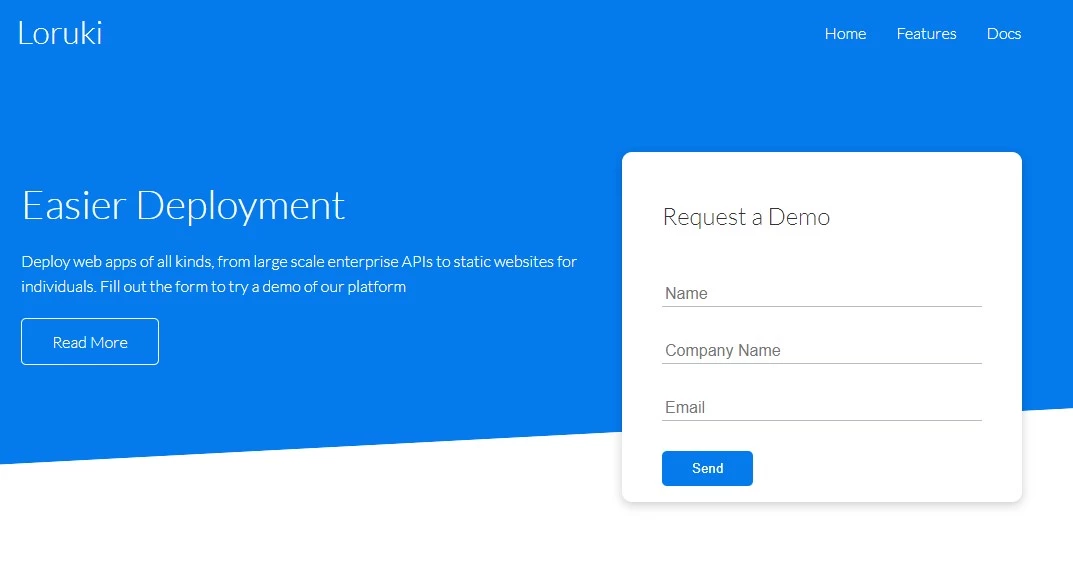 Loruki
Home Features Docs
Easier Deployment
Deploy web apps of all kinds, from large scale enterprise APIs to static websites for
individuals. Fill out the form to try a demo of our platform
Read More
Request a Demo
Name
Company Name
Email
Send